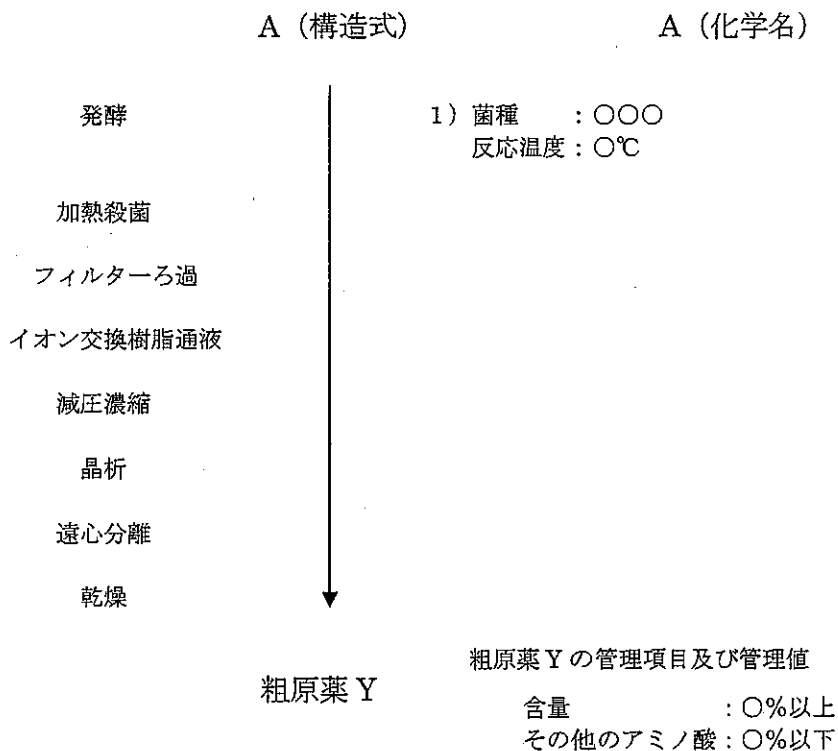 A（構造式） A（化学名）
発酵 1）菌種 ：〇〇〇
反応温度：〇℃
加熱殺菌
フィルターろ過
イオン交換樹脂通液
減圧濃縮
晶析
遠心分離
乾燥
粗原薬Yの管理項目及び管理値
粗原薬Y
含量 ：〇%以上
その他のアミノ酸：〇%以下